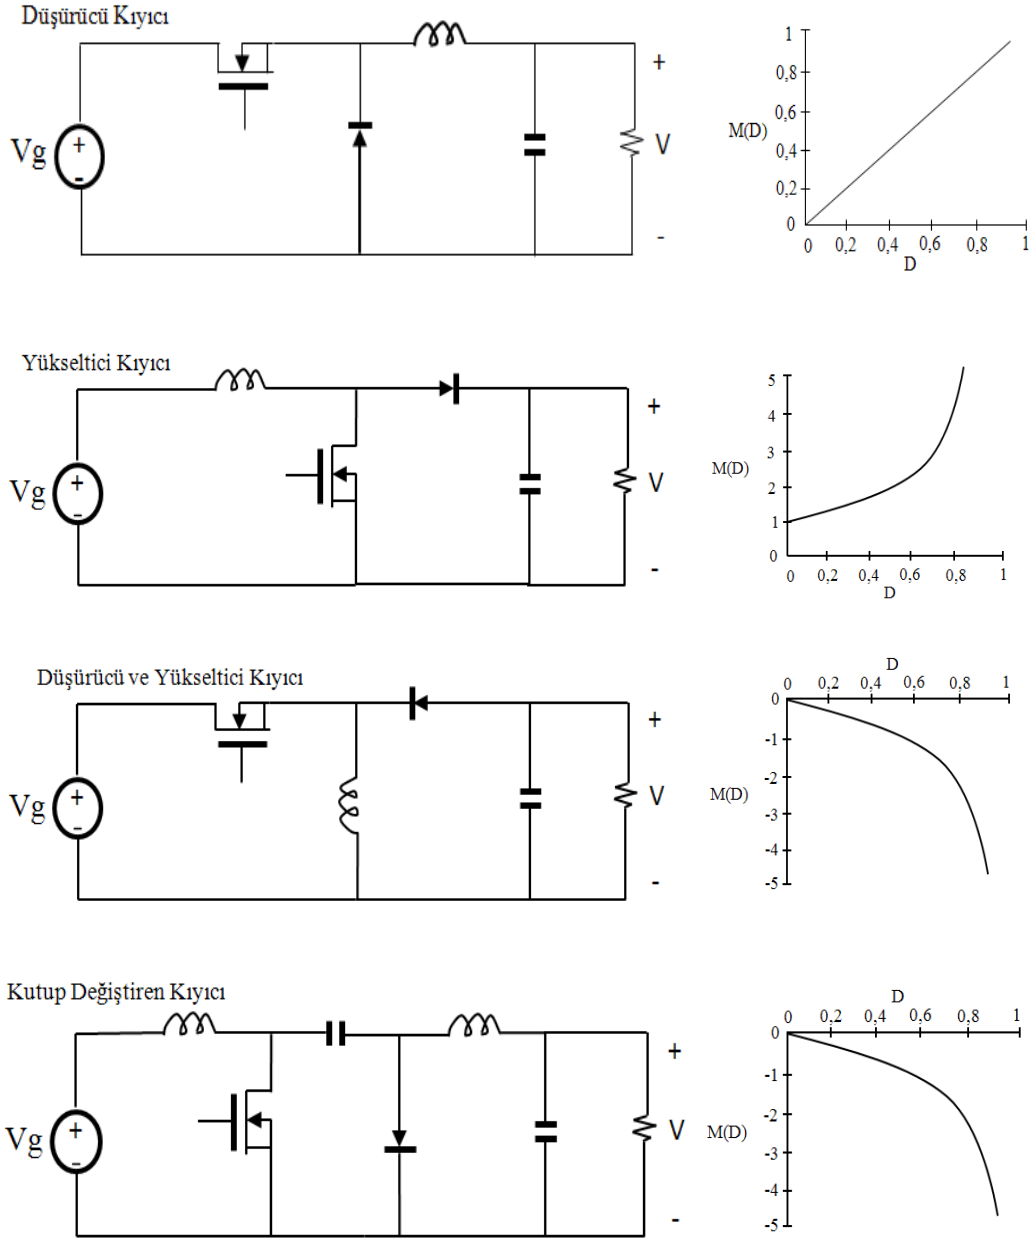 Düşürücü Kıyıcı
Vg
+
-
+
V
-
M(D)
1
0,8
0,6
0,4
0,2
0
0 0,2 0,4 0,6 0,8 1
D
Yükseltici Kıyıcı
Vg
+
-
+
V
-
M(D)
5
4
3
2
1
0
0 0,2 0,4 0,6 0,8 1
D
Düşürücü ve Yükseltici Kıyıcı
Vg
+
-
+
V
-
D
0 0,2 0,4 0,6 0,8 1
M(D)
0
-1
-2
-3
-4
-5
Kutup Değiştiren Kıyıcı
Vg
+
-
+
V
-
D
0 0,2 0,4 0,6 0,8 1
M(D)
0
-1
-2
-3
-4
-5